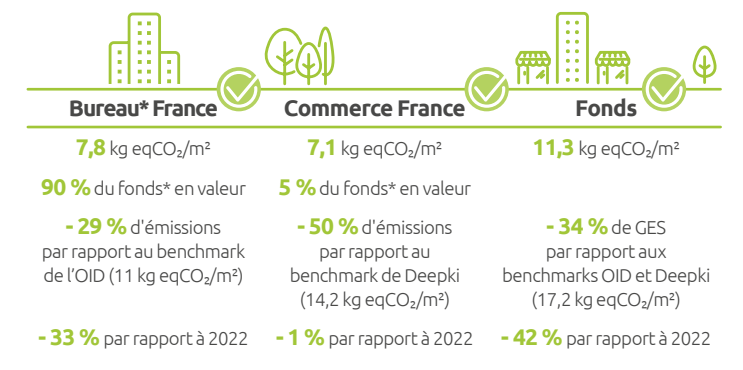 Bureau* France
7,8 kg eqCO₂/m²
90 % du fonds* en valeur
- 29 % d'émissions
par rapport au benchmark
de l’OID (11 kg eqCO₂/m²)
- 33 % par rapport à 2022
Commerce France
7,1 kg eqCO₂/m²
5 % du fonds* en valeur
- 50 % d'émissions
par rapport au
benchmark de Deepki
(14,2 kg eqCO₂/m²)
- 1 % par rapport à 2022
Fonds
11,3 kg eqCO₂/m²
- 34 % de GES
par rapport aux
benchmarks OID et Deepki
(17,2 kg eqCO₂/m²)
- 42 % par rapport à 2022